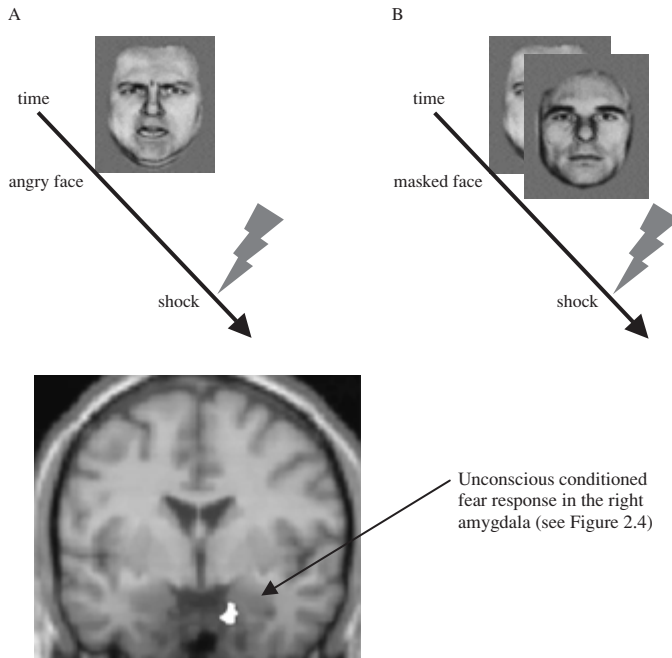 A
time
angry face
shock
B
time
masked face
shock
Unconscious conditioned
fear response in the right
amygdala (see Figure 2.4)